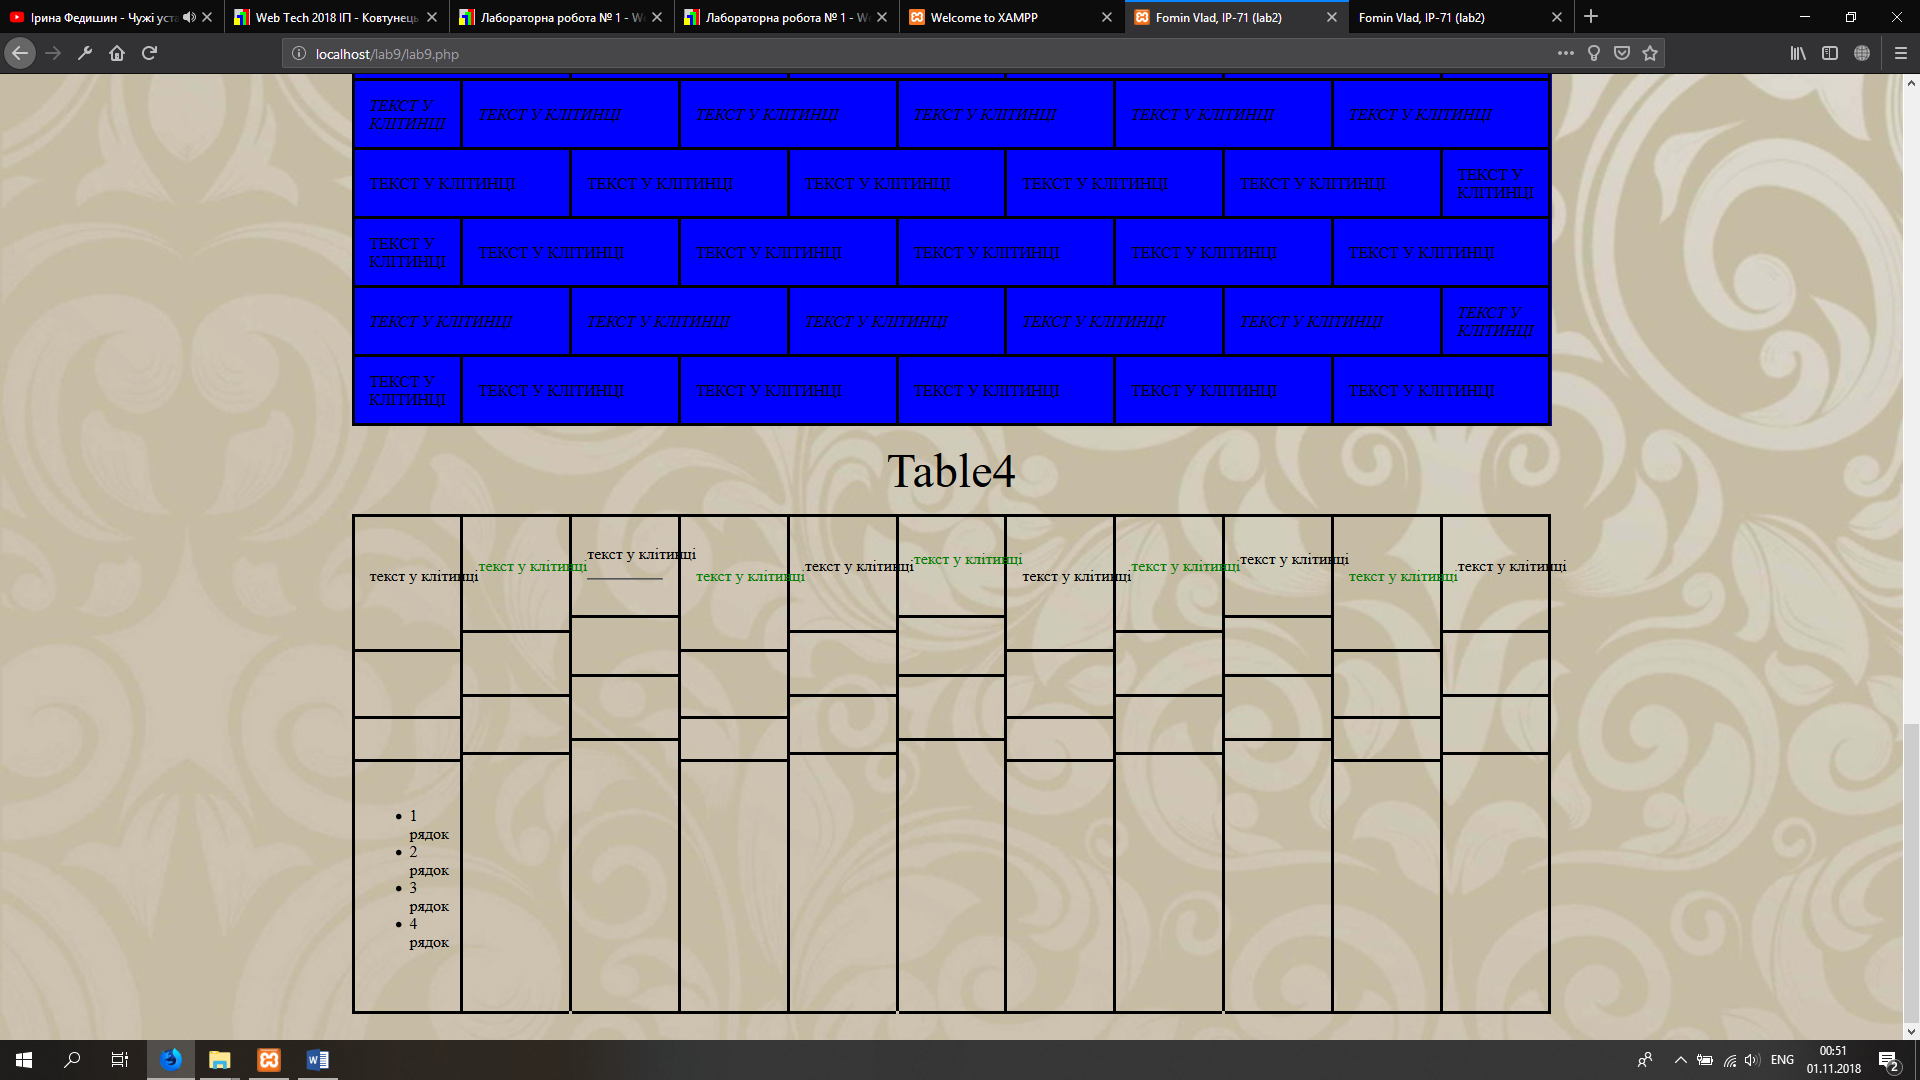 Ірина Федишин - Чужі уста
Web Tech 2018 ІП - Ковтунець
Лабораторна робота № 1 - We
Лабораторна робота № 1 - We
Welcome to XAMPP
Fomin Vlad, IP-71 (lab2)
Fomin Vlad, IP-71 (lab2)
localhost/lab9/lab9.php
ТЕКСТ У
КЛІТИНЦІ
ТЕКСТ У КЛІТИНЦІ
ТЕКСТ У КЛІТИНЦІ
ТЕКСТ У КЛІТИНЦІ
ТЕКСТ У КЛІТИНЦІ
ТЕКСТ У КЛІТИНЦІ
ТЕКСТ У КЛІТИНЦІ
ТЕКСТ У КЛІТИНЦІ
ТЕКСТ У КЛІТИНЦІ
ТЕКСТ У КЛІТИНЦІ
ТЕКСТ У КЛІТИНЦІ
ТЕКСТ У
КЛІТИНЦІ
ТЕКСТ У
КЛІТИНЦІ
ТЕКСТ У КЛІТИНЦІ
ТЕКСТ У КЛІТИНЦІ
ТЕКСТ У КЛІТИНЦІ
ТЕКСТ У КЛІТИНЦІ
ТЕКСТ У КЛІТИНЦІ
ТЕКСТ У КЛІТИНЦІ
ТЕКСТ У КЛІТИНЦІ
ТЕКСТ У КЛІТИНЦІ
ТЕКСТ У КЛІТИНЦІ
ТЕКСТ У КЛІТИНЦІ
ТЕКСТ У
КЛІТИНЦІ
ТЕКСТ У
КЛІТИНЦІ
ТЕКСТ У КЛІТИНЦІ
ТЕКСТ У КЛІТИНЦІ
ТЕКСТ У КЛІТИНЦІ
ТЕКСТ У КЛІТИНЦІ
ТЕКСТ У КЛІТИНЦІ
Table4
текст у клітинці
текст у клітинці
текст у клітинці
текст у клітинці
текст у клітинці
текст у клітинці
текст у клітинці
текст у клітинці
текст у клітинці
текст у клітинці
текст у клітинці
1
рядок
2
рядок
3
рядок
4
рядок
ENG
00:51
01.11.2018
2